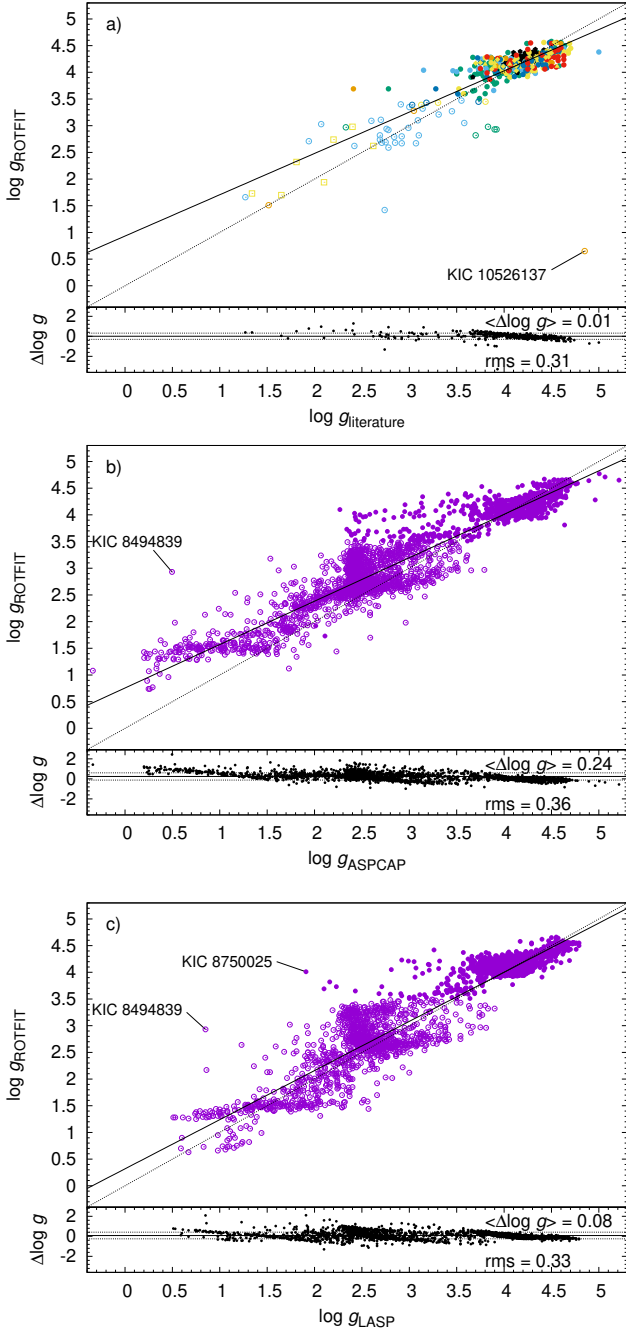 a)
5
4.5
4
3.5
3
2.5
2
1.5
1
0.5
0
log g_ROTFIT
KIC 10526137
2
0
-2
Δlog g
<Δlog g> = 0.01
rms = 0.31
0 0.5 1 1.5 2 2.5 3 3.5 4 4.5 5
log g_literature
b)
5
4.5
4
3.5
3
2.5
2
1.5
1
0.5
0
log g_ROTFIT
KIC 8494839
2
0
-2
Δlog g
<Δlog g> = 0.24
rms = 0.36
0 0.5 1 1.5 2 2.5 3 3.5 4 4.5 5
log g_ASPCAP
c)
5
4.5
4
3.5
3
2.5
2
1.5
1
0.5
0
log g_ROTFIT
KIC 8750025
KIC 8494839
2
0
-2
Δlog g
<Δlog g> = 0.08
rms = 0.33
0 0.5 1 1.5 2 2.5 3 3.5 4 4.5 5
log g_LASP